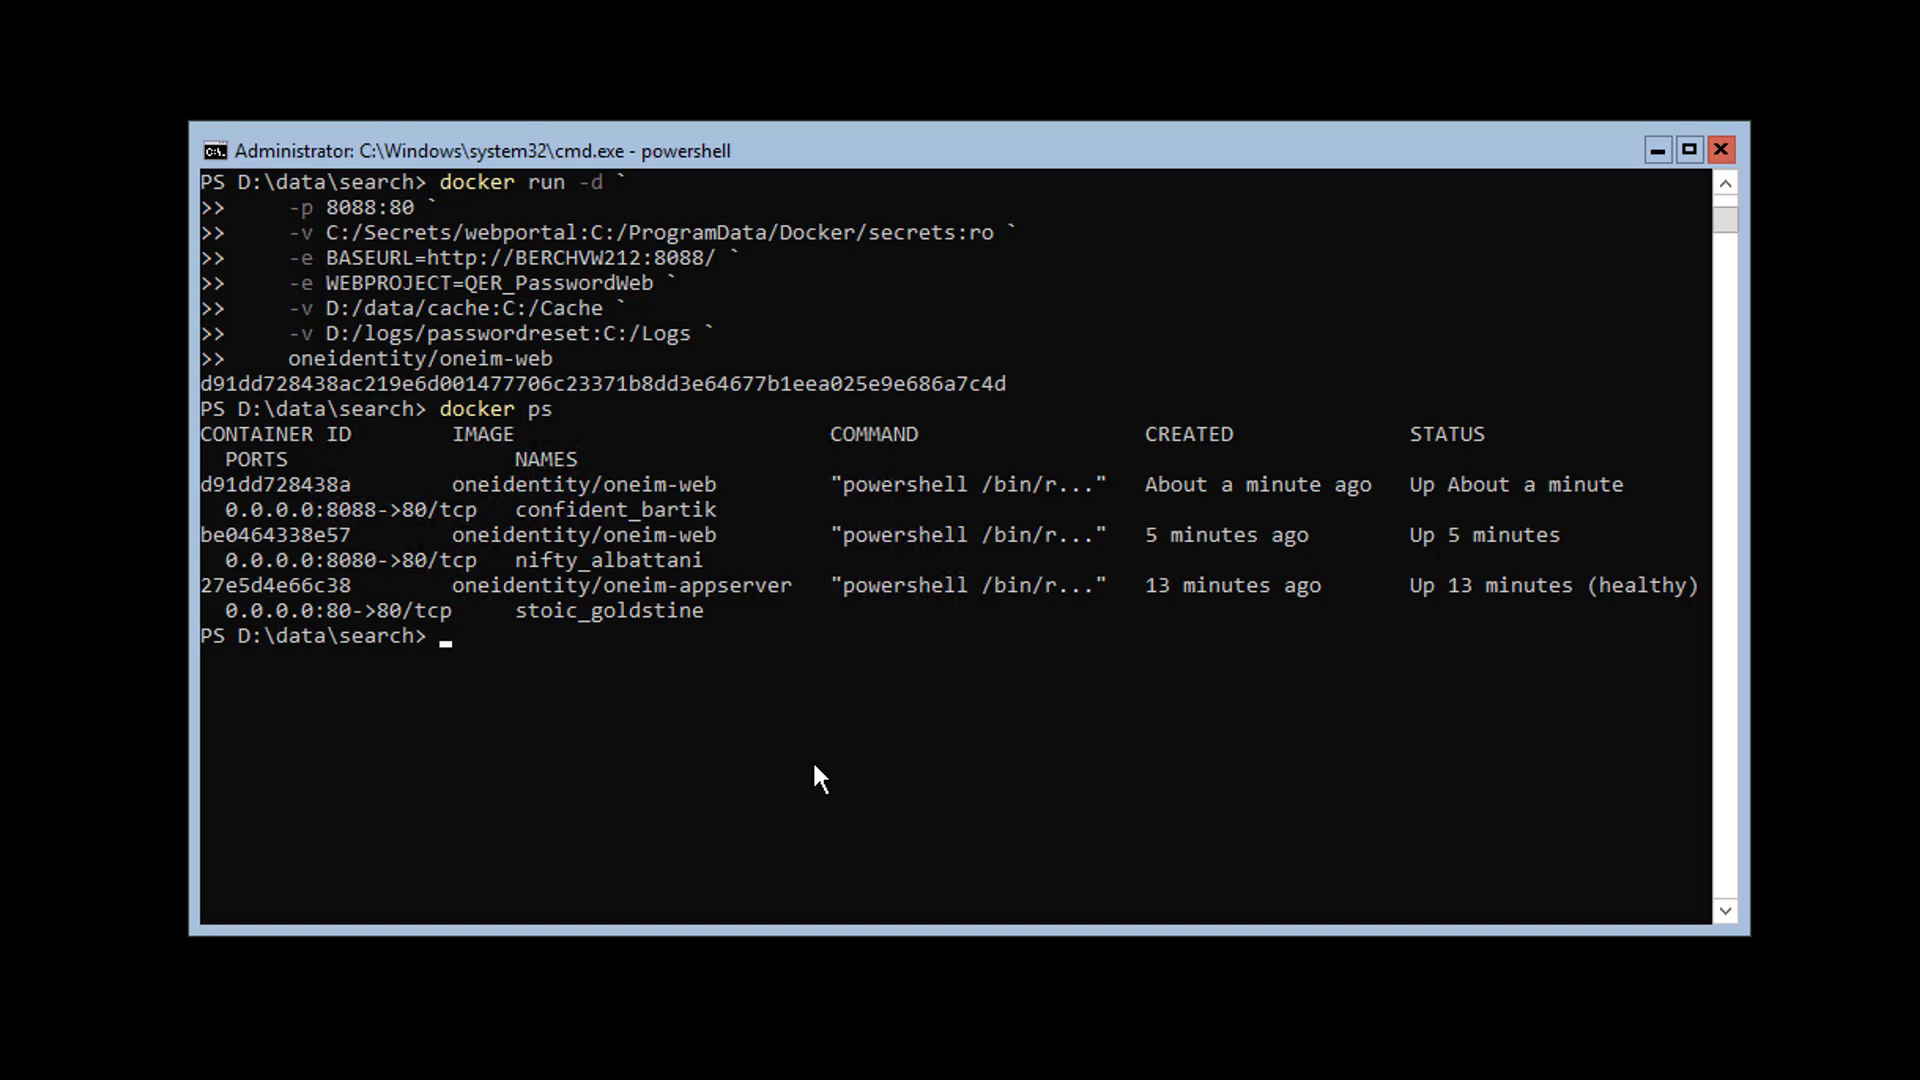 Administrator: C:\Windows\system32\cmd.exe - powershell
PS D:\data\search> docker run -d `
>>     -p 8088:80 `
>>     -v C:/Secrets/webportal:C:/ProgramData/Docker/secrets:ro `
>>     -e BASEURL=http://BERCHVW212:8088/ `
>>     -e WEBPROJECT=QER_PasswordWeb `
>>     -v D:/data/cache:C:/Cache `
>>     -v D:/logs/passwordreset:C:/Logs `
>>     oneidentity/oneim-web
d91dd728438ac219e6d001477706c23371b8dd3e64677b1eea025e9e686a7c4d
PS D:\data\search> docker ps
CONTAINER ID        IMAGE                         COMMAND                  CREATED              STATUS
  PORTS                  NAMES
d91dd728438a        oneidentity/oneim-web         "powershell /bin/r..."   About a minute ago   Up About a minute
  0.0.0.0:8088->80/tcp   confident_bartik
be0464338e57        oneidentity/oneim-web         "powershell /bin/r..."   5 minutes ago        Up 5 minutes
  0.0.0.0:8080->80/tcp   nifty_albattani
27e5d4e66c38        oneidentity/oneim-appserver   "powershell /bin/r..."   13 minutes ago       Up 13 minutes (healthy)
  0.0.0.0:80->80/tcp     stoic_goldstine
PS D:\data\search>